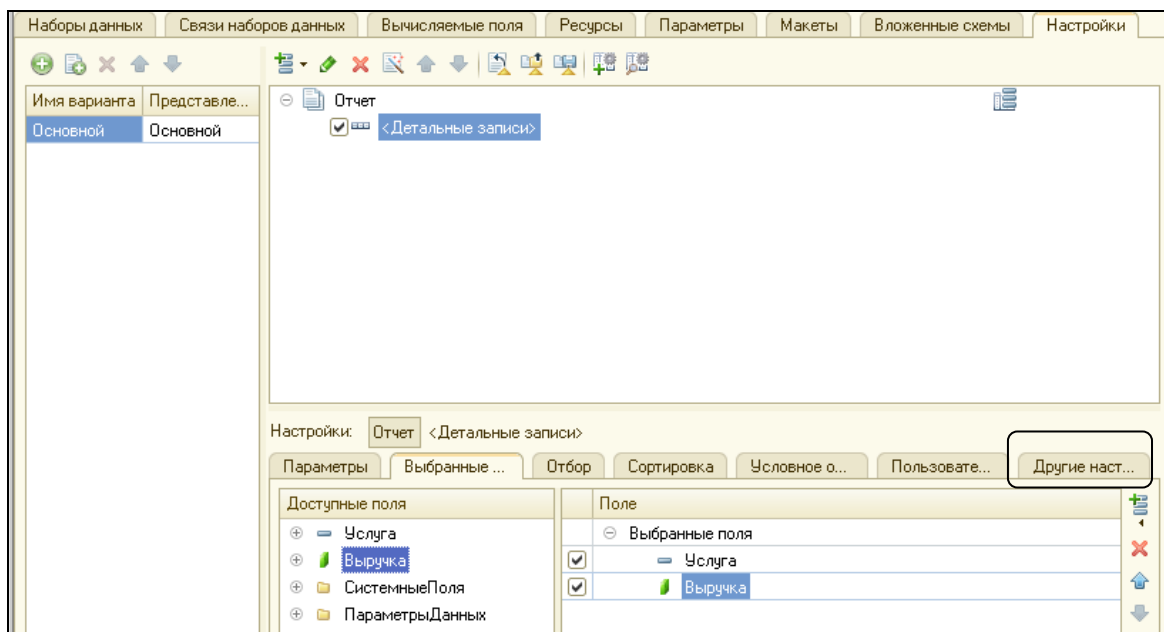 Наборы данных Связи наборов данных Вычисляемые поля Ресурсы Параметры Макеты Вложенные схемы Настройки
Имя варианта Представле...
Основной Основной
Отчет
<Детальные записи>
Настройки: Отчет <Детальные записи>
Параметры Выбранные ... Отбор Сортировка Условное о... Пользовате... Другие наст...
Доступные поля Поле
Услуга Выбранные поля
Выручка Услуга
СистемныеПоля Выручка
ПараметрыДанных